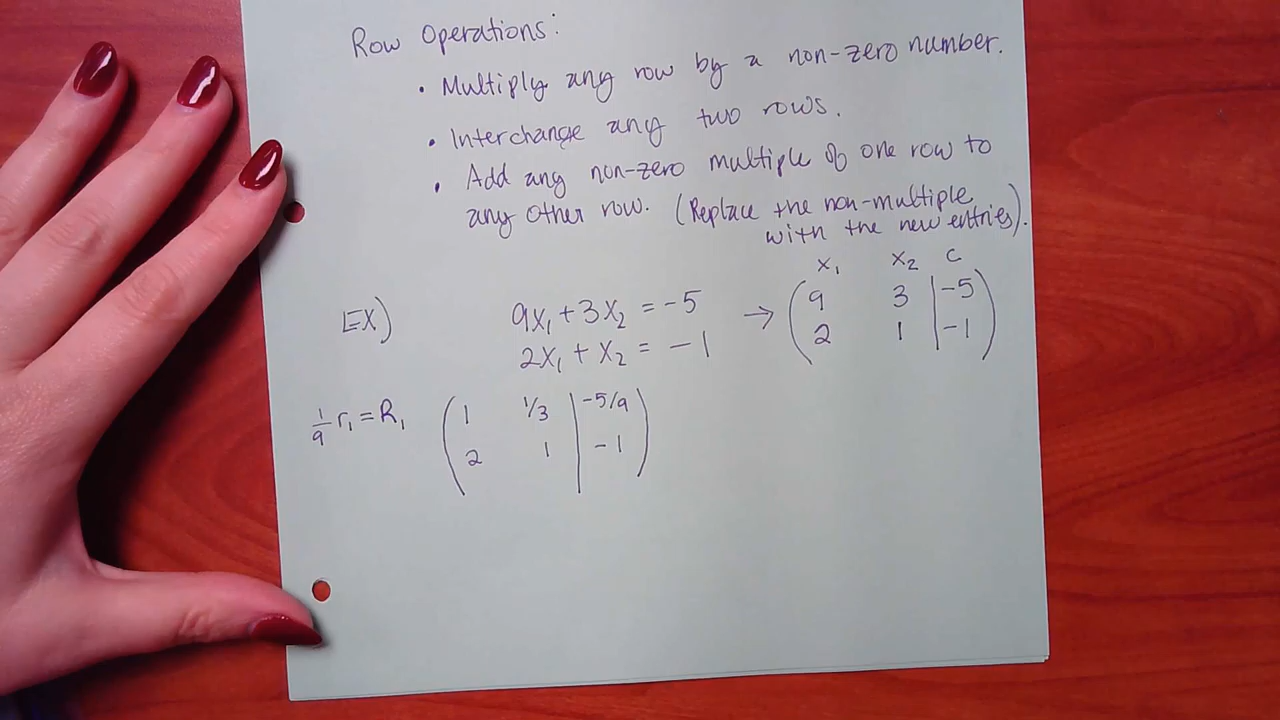 Row Operations:
• Multiply any row by a non-zero number.
• Interchange any two rows.
• Add any non-zero multiple of one row to
any other row. (Replace the non-multiple
with the new entries).
x₁ x₂ c
EX) 9x₁ + 3x₂ = -5 → ( 9 3 | -5 )
2x₁ + x₂ = -1 ( 2 1 | -1 )
1/9 r₁ = R₁ ( 1 1/3 | -5/9 )
( 2 1 | -1 )